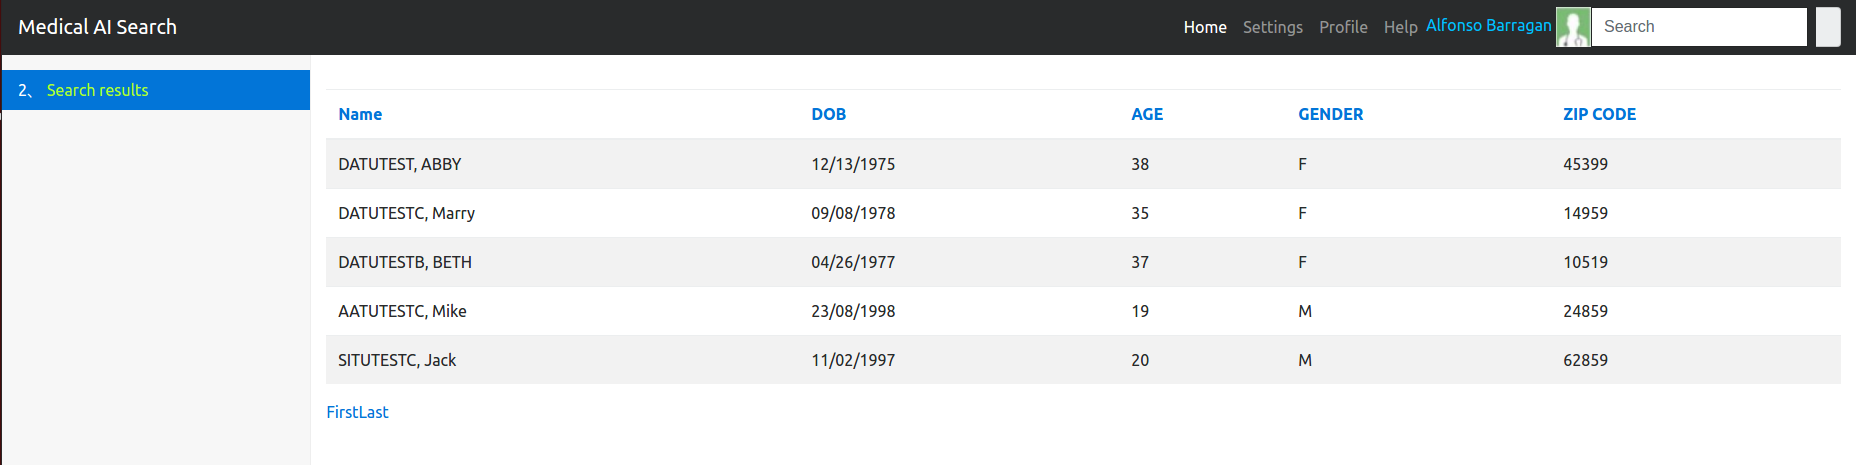 Medical AI Search Home Settings Profile Help Alfonso Barragan Search
2、 Search results
Name DOB AGE GENDER ZIP CODE
DATUTEST, ABBY 12/13/1975 38 F 45399
DATUTESTC, Marry 09/08/1978 35 F 14959
DATUTESTB, BETH 04/26/1977 37 F 10519
AATUTESTC, Mike 23/08/1998 19 M 24859
SITUTESTC, Jack 11/02/1997 20 M 62859
FirstLast